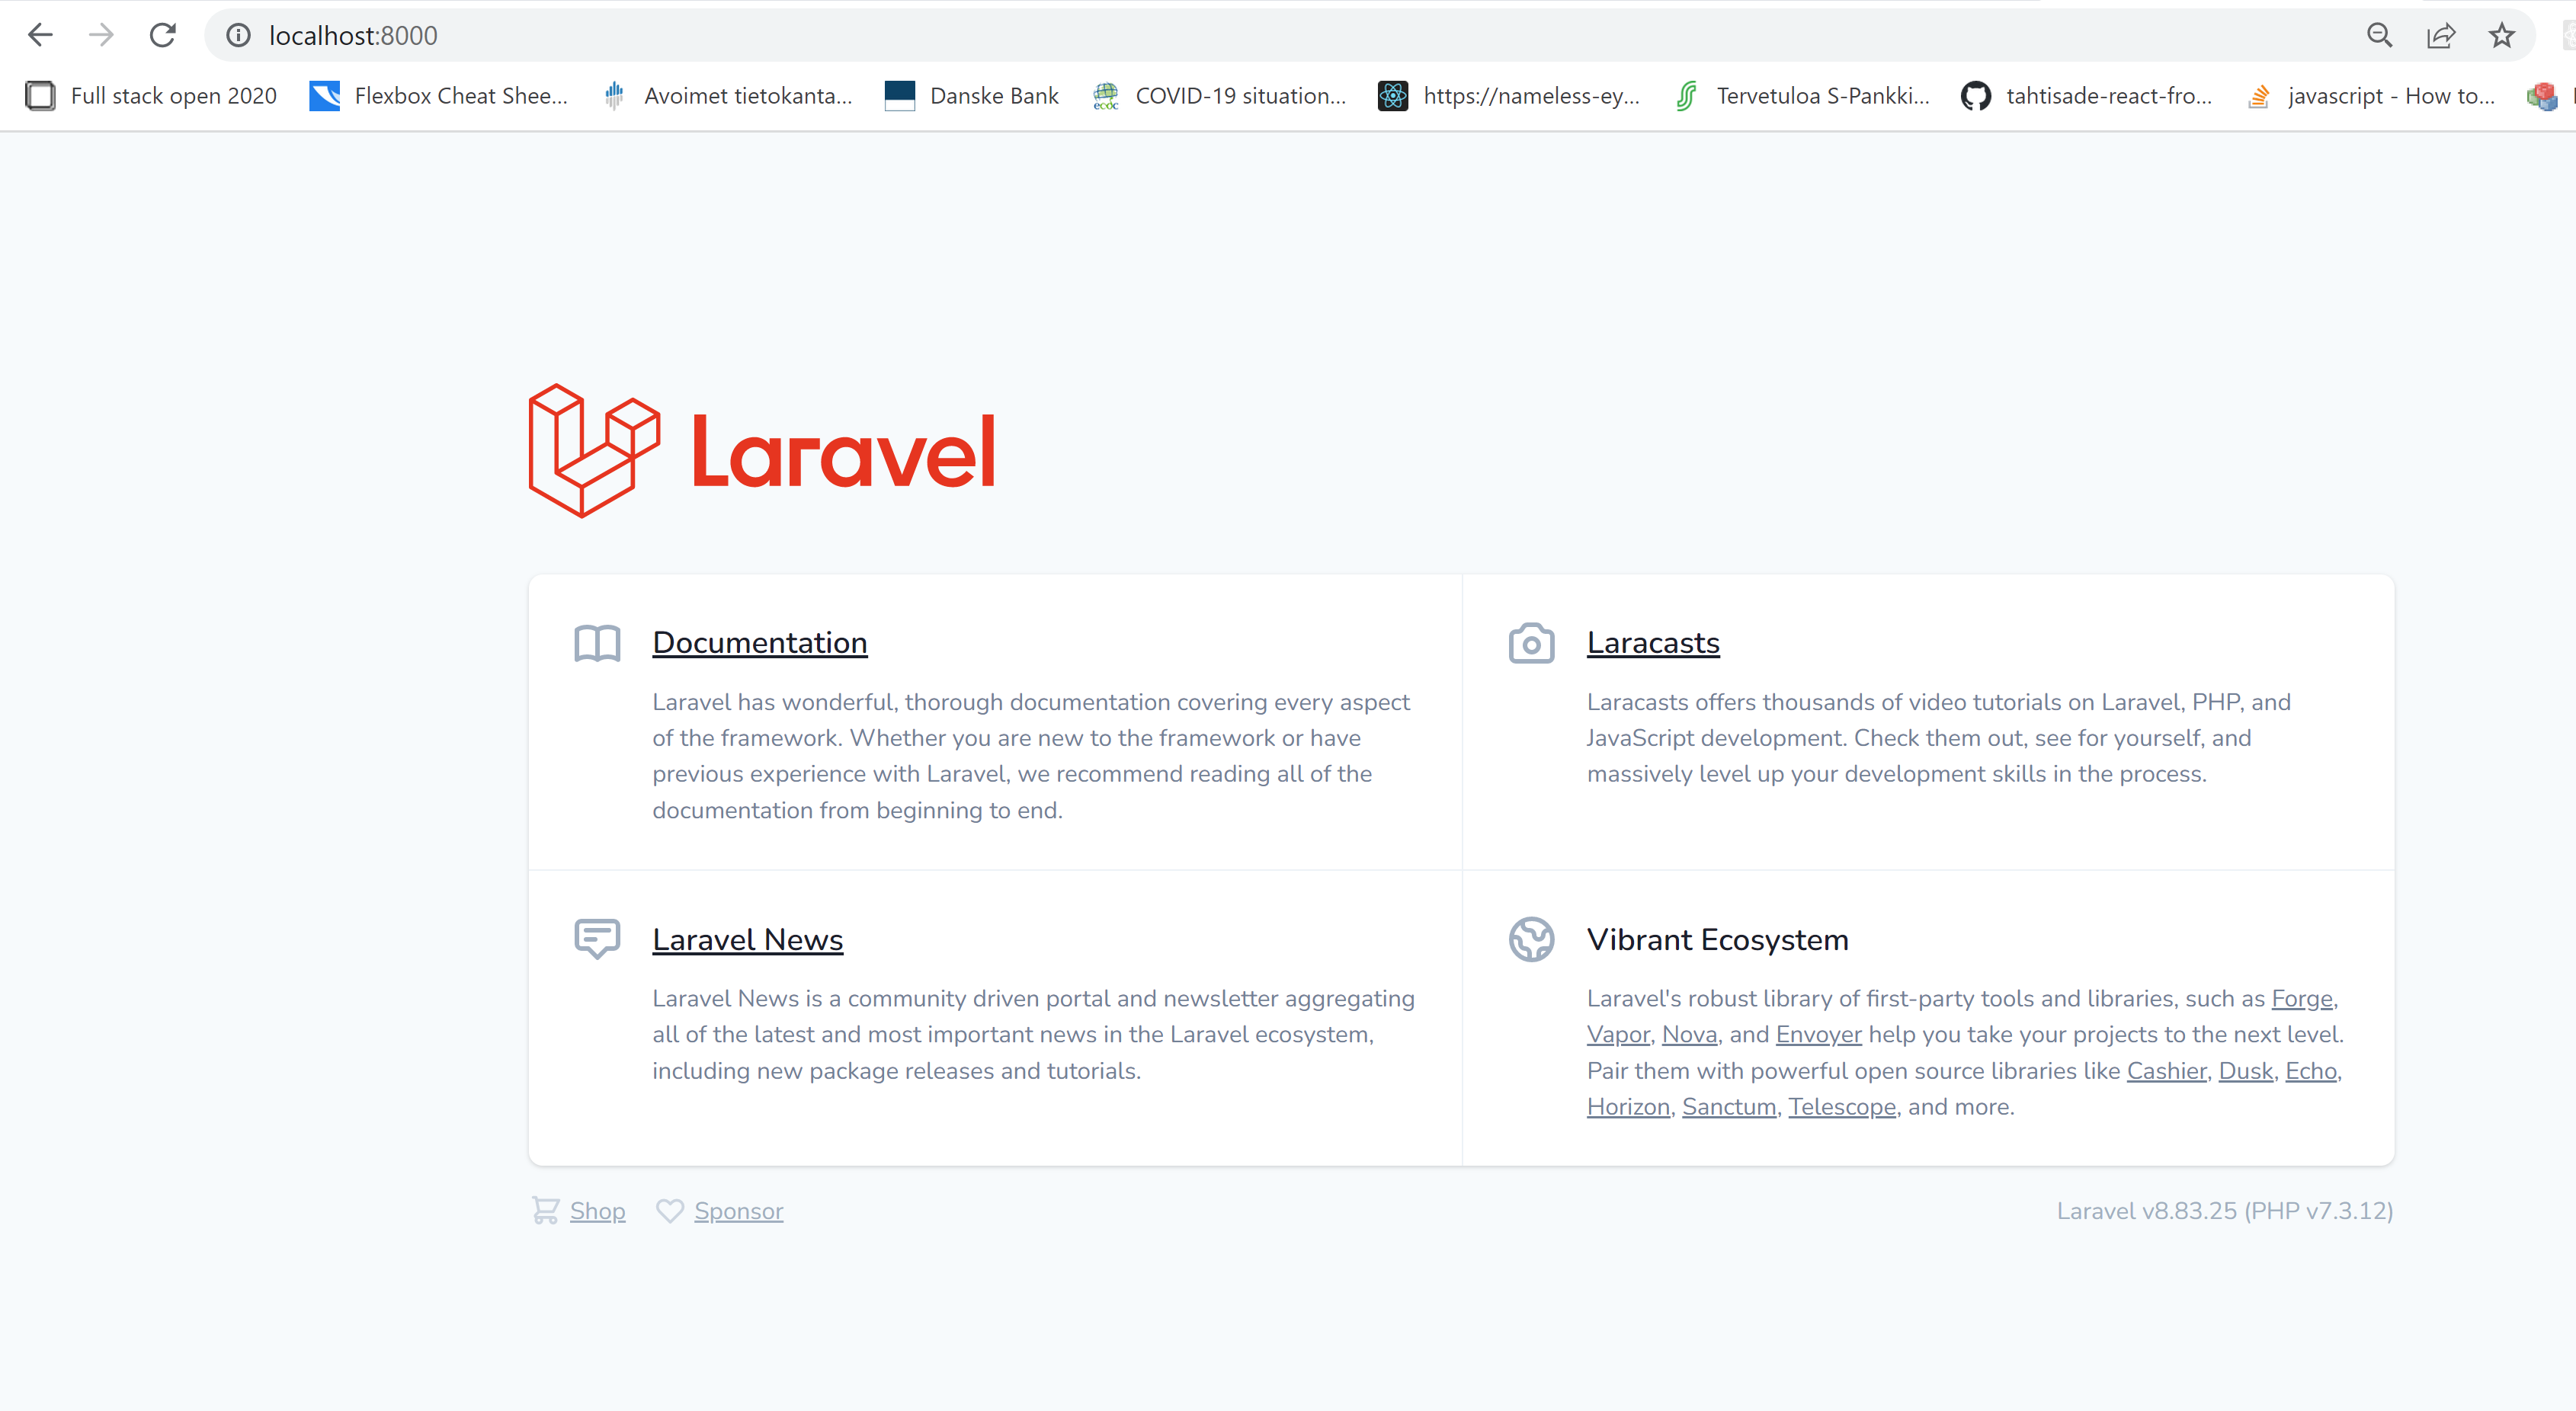 localhost:8000
Full stack open 2020 Flexbox Cheat Shee... Avoimet tietokanta... Danske Bank ecdc COVID-19 situation... https://nameless-ey... Tervetuloa S-Pankki... tahtisade-react-fro... javascript - How to...
Laravel
Documentation
Laravel has wonderful, thorough documentation covering every aspect
of the framework. Whether you are new to the framework or have
previous experience with Laravel, we recommend reading all of the
documentation from beginning to end.
Laracasts
Laracasts offers thousands of video tutorials on Laravel, PHP, and
JavaScript development. Check them out, see for yourself, and
massively level up your development skills in the process.
Laravel News
Laravel News is a community driven portal and newsletter aggregating
all of the latest and most important news in the Laravel ecosystem,
including new package releases and tutorials.
Vibrant Ecosystem
Laravel's robust library of first-party tools and libraries, such as Forge,
Vapor, Nova, and Envoyer help you take your projects to the next level.
Pair them with powerful open source libraries like Cashier, Dusk, Echo,
Horizon, Sanctum, Telescope, and more.
Shop Sponsor Laravel v8.83.25 (PHP v7.3.12)